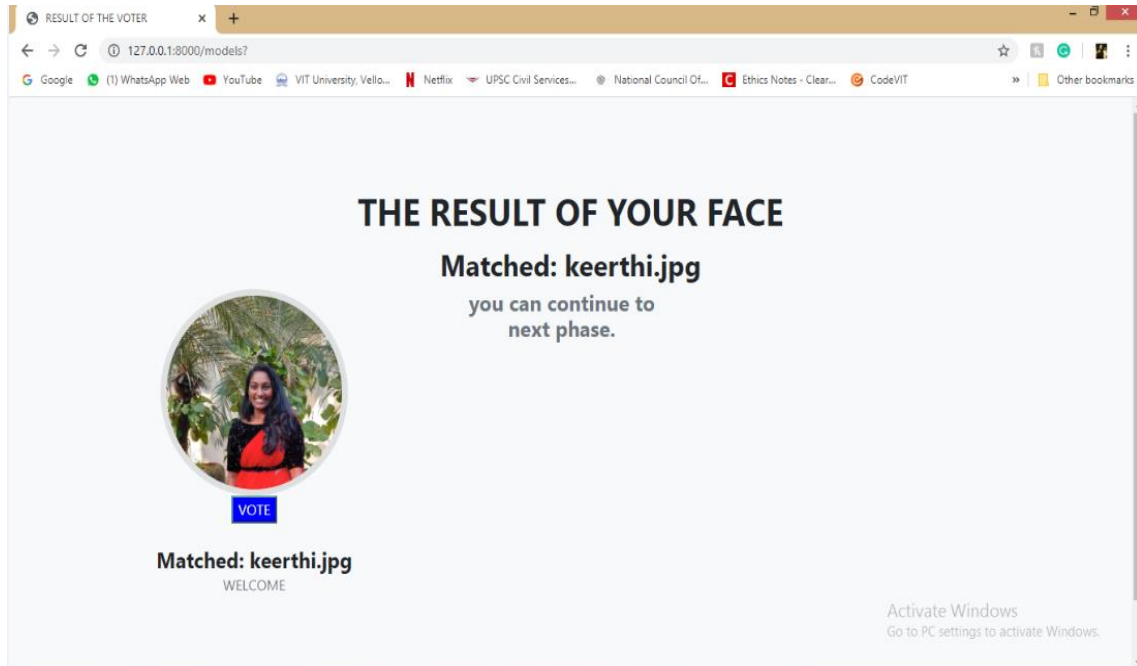 RESULT OF THE VOTER
127.0.0.1:8000/models?
Google (1) WhatsApp Web YouTube VIT University, Vello... Netflix UPSC Civil Services... National Council Of... Ethics Notes - Clear... CodeVIT » Other bookmarks
THE RESULT OF YOUR FACE
Matched: keerthi.jpg
you can continue to
next phase.
VOTE
Matched: keerthi.jpg
WELCOME
Activate Windows
Go to PC settings to activate Windows.